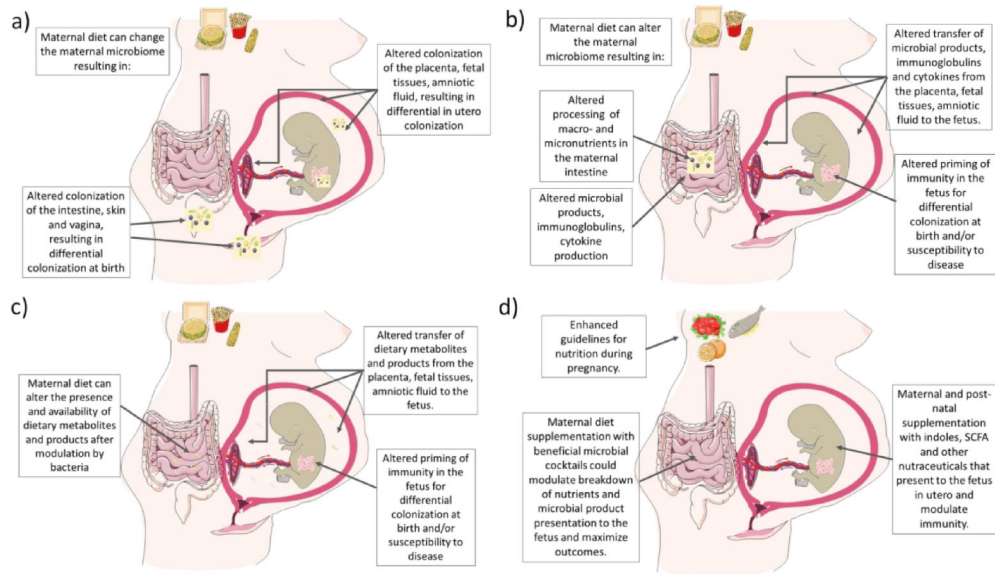 a)
Maternal diet can change
the maternal microbiome
resulting in:
Altered colonization
of the placenta, fetal
tissues, amniotic
fluid, resulting in
differential in utero
colonization
Altered colonization
of the intestine, skin
and vagina,
resulting in
differential
colonization at birth
b)
Maternal diet can alter
the maternal
microbiome resulting in:
Altered
processing of
macro- and
micronutrients in
the maternal
intestine
Altered microbial
products,
immunoglobulins,
cytokine
production
Altered transfer of
microbial products,
immunoglobulins
and cytokines from
the placenta, fetal
tissues, amniotic
fluid to the fetus.
Altered priming of
immunity in the
fetus for
differential
colonization at
birth and/or
susceptibility to
disease
c)
Maternal diet can
alter the presence
and availability of
dietary metabolites
and products after
modulation by
bacteria
Altered transfer of
dietary metabolites
and products from the
placenta, fetal tissues,
amniotic fluid to the
fetus.
Altered priming of
immunity in the
fetus for
differential
colonization at
birth and/or
susceptibility to
disease
d)
Enhanced
guidelines for
nutrition during
pregnancy.
Maternal diet
supplementation with
beneficial microbial
cocktails could
modulate breakdown
of nutrients and
microbial product
presentation to the
fetus and maximize
outcomes.
Maternal and post-
natal
supplementation
with indoles, SCFA
and other
nutraceuticals that
present to the fetus
in utero and
modulate
immunity.